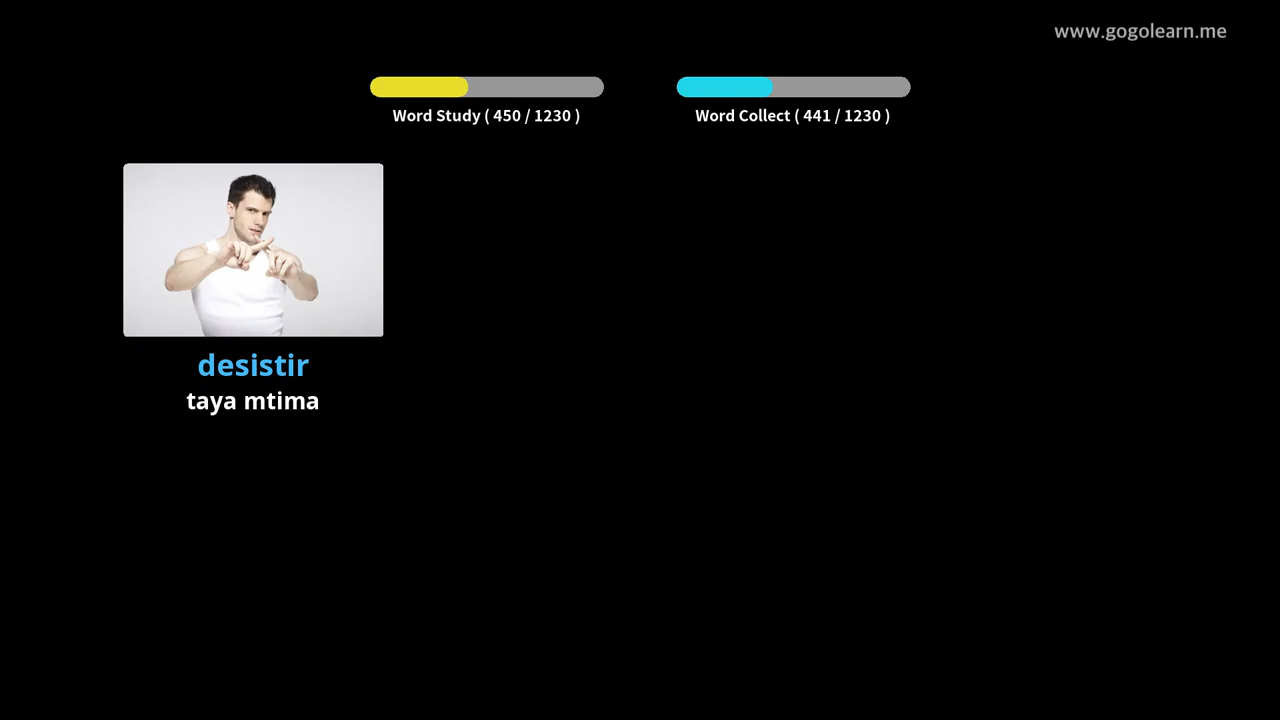 www.gogolearn.me
Word Study ( 450 / 1230 )
Word Collect ( 441 / 1230 )
desistir
taya mtima